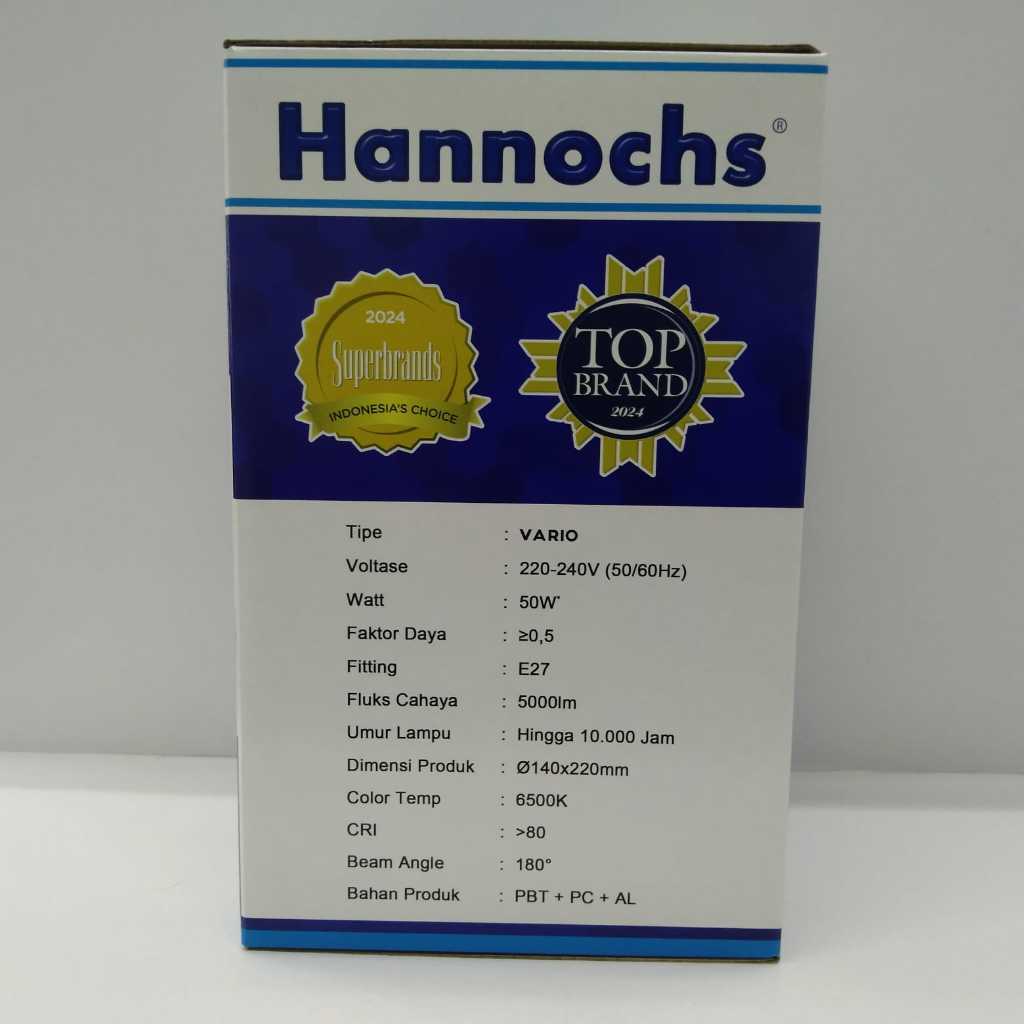 Hannochs®
2024
Superbrands
INDONESIA'S CHOICE
TOP
BRAND
2024
Tipe : VARIO
Voltase : 220-240V (50/60Hz)
Watt : 50W*
Faktor Daya : ≥0,5
Fitting : E27
Fluks Cahaya : 5000lm
Umur Lampu : Hingga 10.000 Jam
Dimensi Produk : Ø140x220mm
Color Temp : 6500K
CRI : >80
Beam Angle : 180°
Bahan Produk : PBT + PC + AL